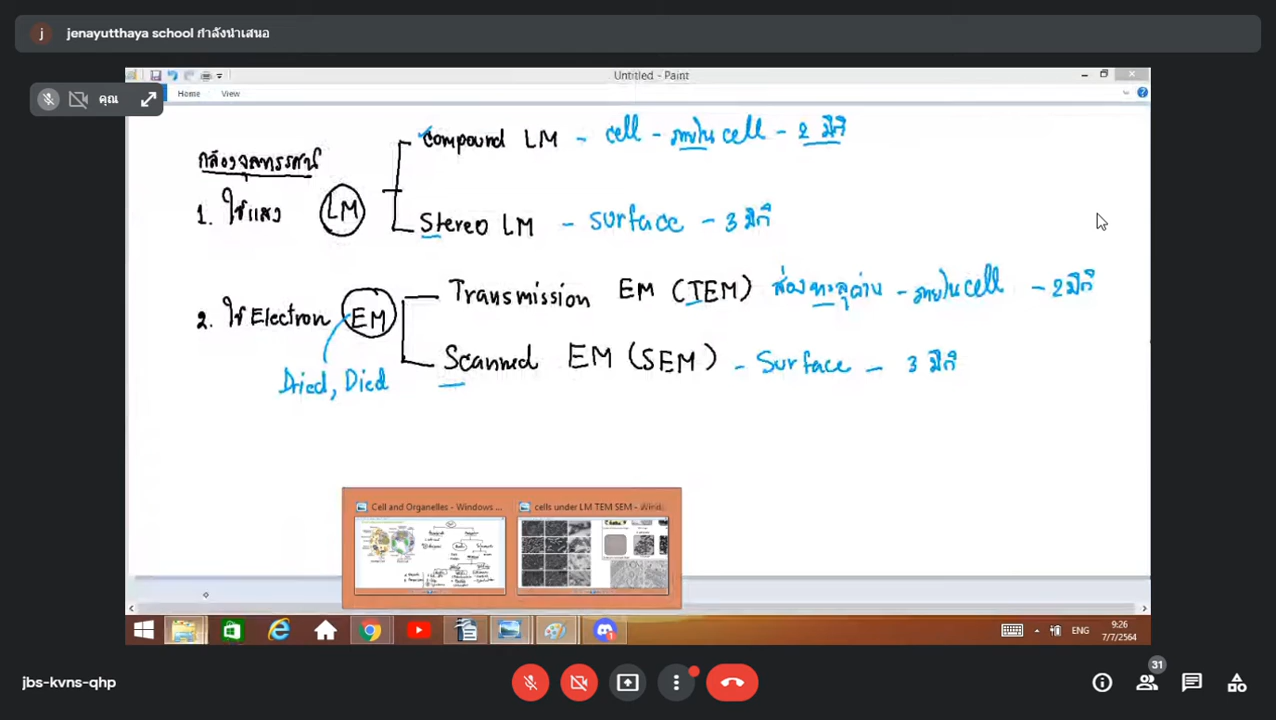 j jenayutthaya school กำลังนำเสนอ
Untitled - Paint
คุณ
Home View
กล้องจุลทรรศน์
Compound LM - cell - ภายใน cell - 2 มิติ
1. ใช้แสง LM
Stereo LM - surface - 3 มิติ
Transmission EM (TEM) ส่องทะลุผ่าน - ภายใน cell - 2 มิติ
2. ใช้ Electron EM
Scanned EM (SEM) - Surface - 3 มิติ
Dried, Died
Cell and Organelles - Windows ...
cells under LM TEM SEM - Wind
ENG
9:26
7/7/2564
jbs-kvns-qhp
31